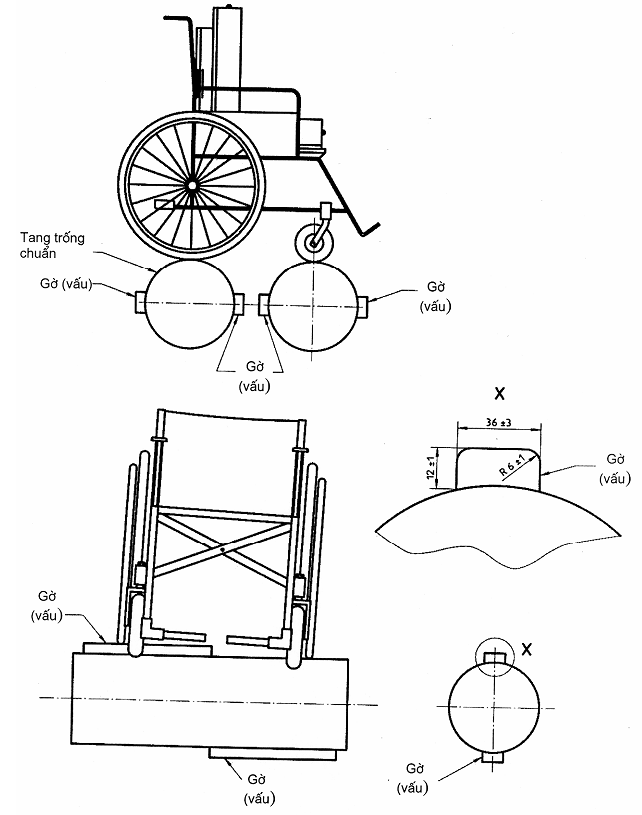 Tang trống
chuẩn
Gờ (vấu)
Gờ
(vấu)
Gờ
(vấu)
X
36 ±3
12 ±1
R 6 ±1
Gờ
(vấu)
Gờ
(vấu)
X
Gờ
(vấu)
Gờ
(vấu)